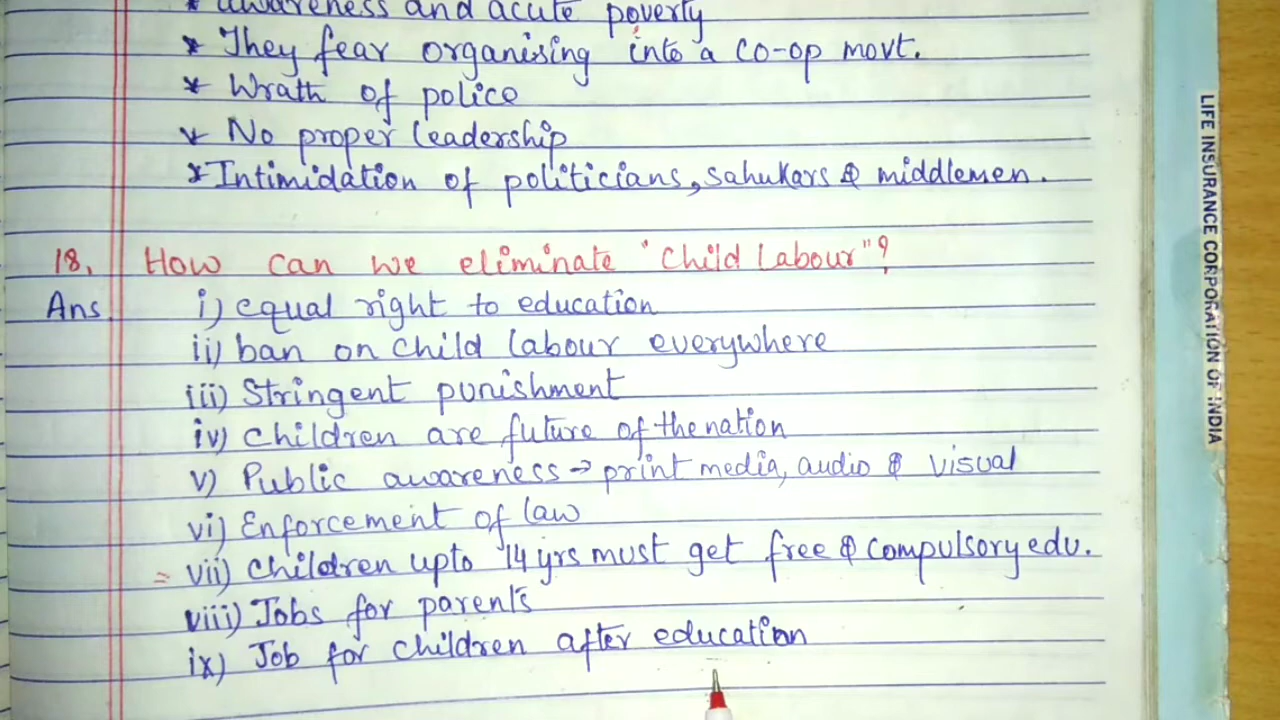 * awareness and acute poverty
* They fear organising into a co-op movt.
* Wrath of police
* No proper leadership
* Intimidation of politicians, sahukars & middlemen.
18. How can we eliminate "Child Labour"?
Ans i) equal right to education
ii) ban on child labour everywhere
iii) Stringent punishment
iv) Children are future of the nation
v) Public awareness → print media, audio & visual
vi) Enforcement of law
= vii) Children upto 14 yrs must get free & compulsory edu.
viii) Jobs for parents
ix) Job for children after education
LIFE INSURANCE CORPORATION OF INDIA